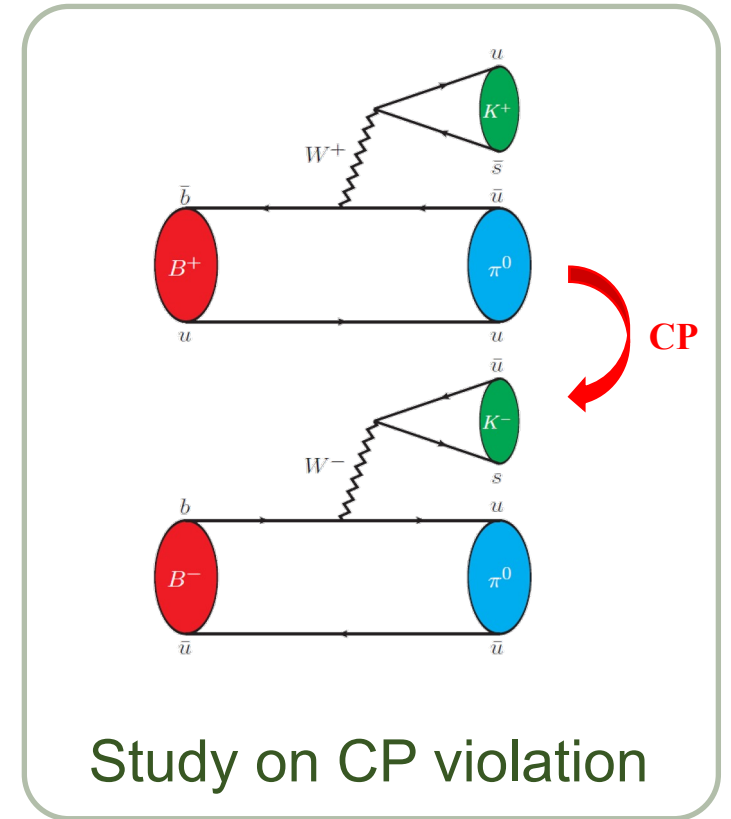 u
K⁺
W⁺
s̄
b̄
ū
B⁺
π⁰
u
u
CP
ū
K⁻
W⁻
s
b
u
B⁻
π⁰
ū
ū
Study on CP violation